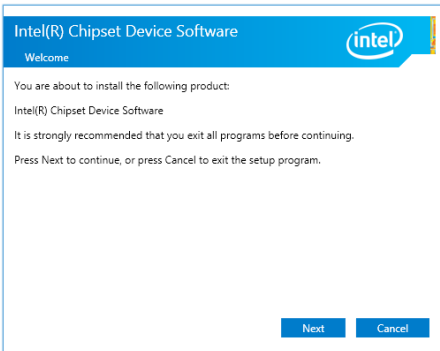 Intel(R) Chipset Device Software
intel
Welcome
You are about to install the following product:
Intel(R) Chipset Device Software
It is strongly recommended that you exit all programs before continuing.
Press Next to continue, or press Cancel to exit the setup program.
Next Cancel